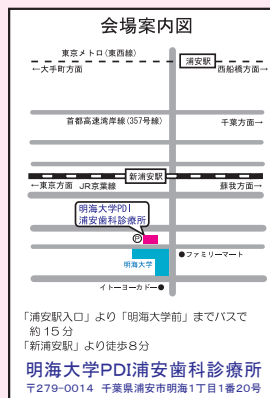 会場案内図
東京メトロ(東西線)
浦安駅
←大手町方面
西船橋方面→
首都高速湾岸線(357号線)
千葉方面→
新浦安駅
←東京方面 JR京葉線
蘇我方面→
明海大学PDI
浦安歯科診療所
P
●ファミリーマート
明海大学
イトーヨーカドー●
「浦安駅入口」より「明海大学前」までバスで
約15分
「新浦安駅」より徒歩8分
明海大学PDI浦安歯科診療所
〒279-0014 千葉県浦安市明海1丁目1番20号